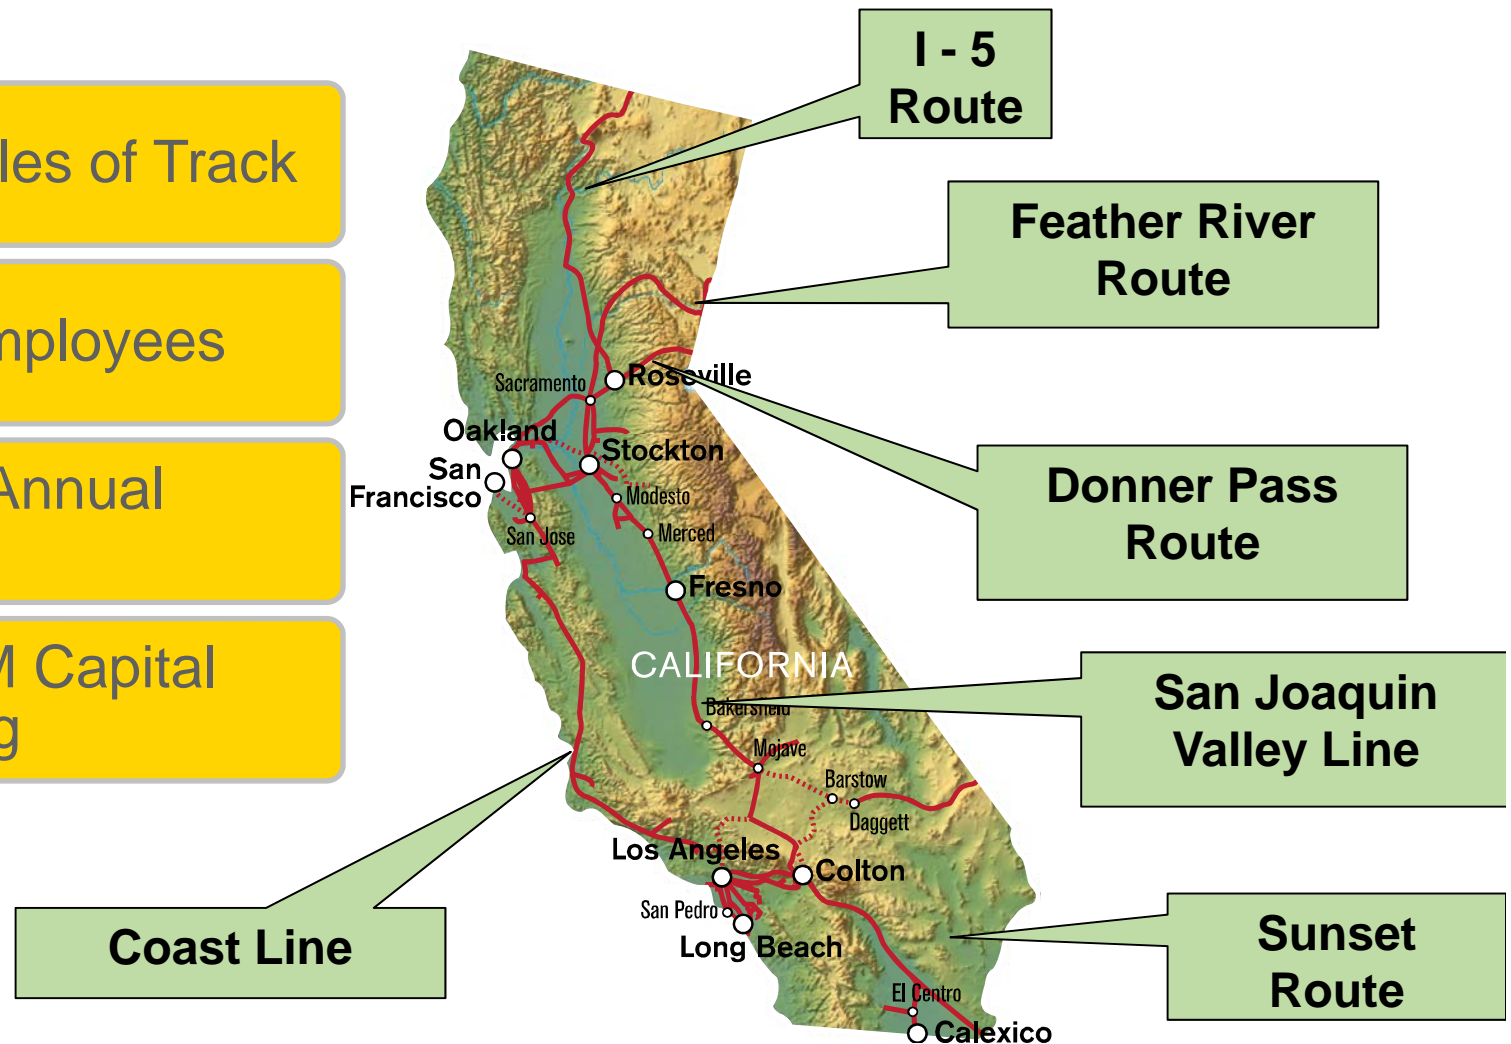 I - 5
Route
les of Track
Feather River
Route
mployees
Sacramento
Roseville
Oakland
Stockton
San
Francisco
Annual
Modesto
San Jose
Merced
Donner Pass
Route
Fresno
M Capital
g
CALIFORNIA
San Joaquin
Valley Line
Bakersfield
Mojave
Barstow
Daggett
Los Angeles
Colton
San Pedro
Long Beach
Coast Line
Sunset
Route
El Centro
Calexico